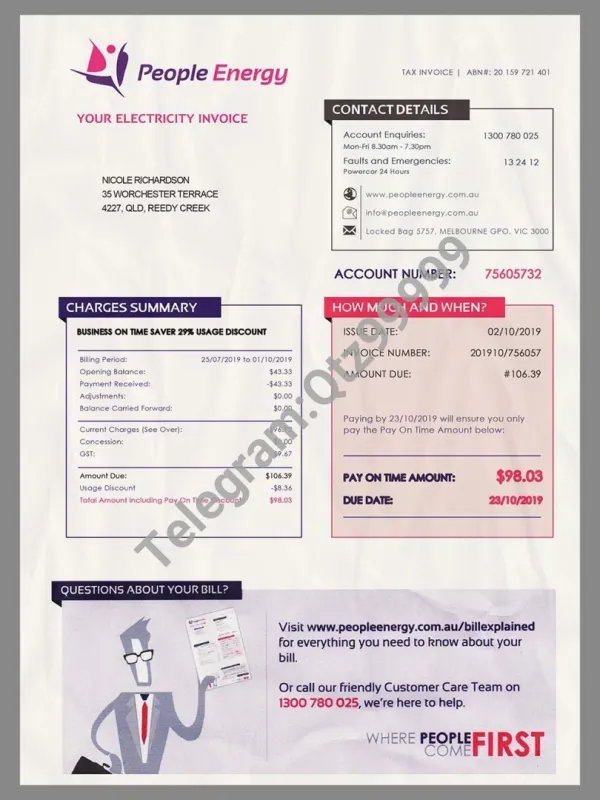 People Energy
TAX INVOICE | ABN#: 20 159 721 401
YOUR ELECTRICITY INVOICE
CONTACT DETAILS
Account Enquiries: 1300 780 025
Mon-Fri 8.30am - 7.30pm
Faults and Emergencies: 13 24 12
Powercor 24 Hours
www.peopleenergy.com.au
info@peopleenergy.com.au
Locked Bag 5757, MELBOURNE GPO, VIC 3000
NICOLE RICHARDSON
35 WORCHESTER TERRACE
4227, QLD, REEDY CREEK
ACCOUNT NUMBER: 75605732
CHARGES SUMMARY
BUSINESS ON TIME SAVER 29% USAGE DISCOUNT
Billing Period: 25/07/2019 to 01/10/2019
Opening Balance: $43.33
Payment Received: -$43.33
Adjustments: $0.00
Balance Carried Forward: $0.00
Current Charges (See Over):
Concession:
GST: $9.67
Amount Due: $106.39
Usage Discount -$8.36
Total Amount Including Pay On Time Discount $98.03
HOW MUCH AND WHEN?
ISSUE DATE: 02/10/2019
INVOICE NUMBER: 201910/756057
AMOUNT DUE: #106.39
Paying by 23/10/2019 will ensure you only
pay the Pay On Time Amount below:
PAY ON TIME AMOUNT: $98.03
DUE DATE: 23/10/2019
Telegram:Qtz99999
QUESTIONS ABOUT YOUR BILL?
Visit www.peopleenergy.com.au/billexplained
for everything you need to know about your
bill.
Or call our friendly Customer Care Team on
1300 780 025, we're here to help.
WHERE PEOPLE
COME FIRST